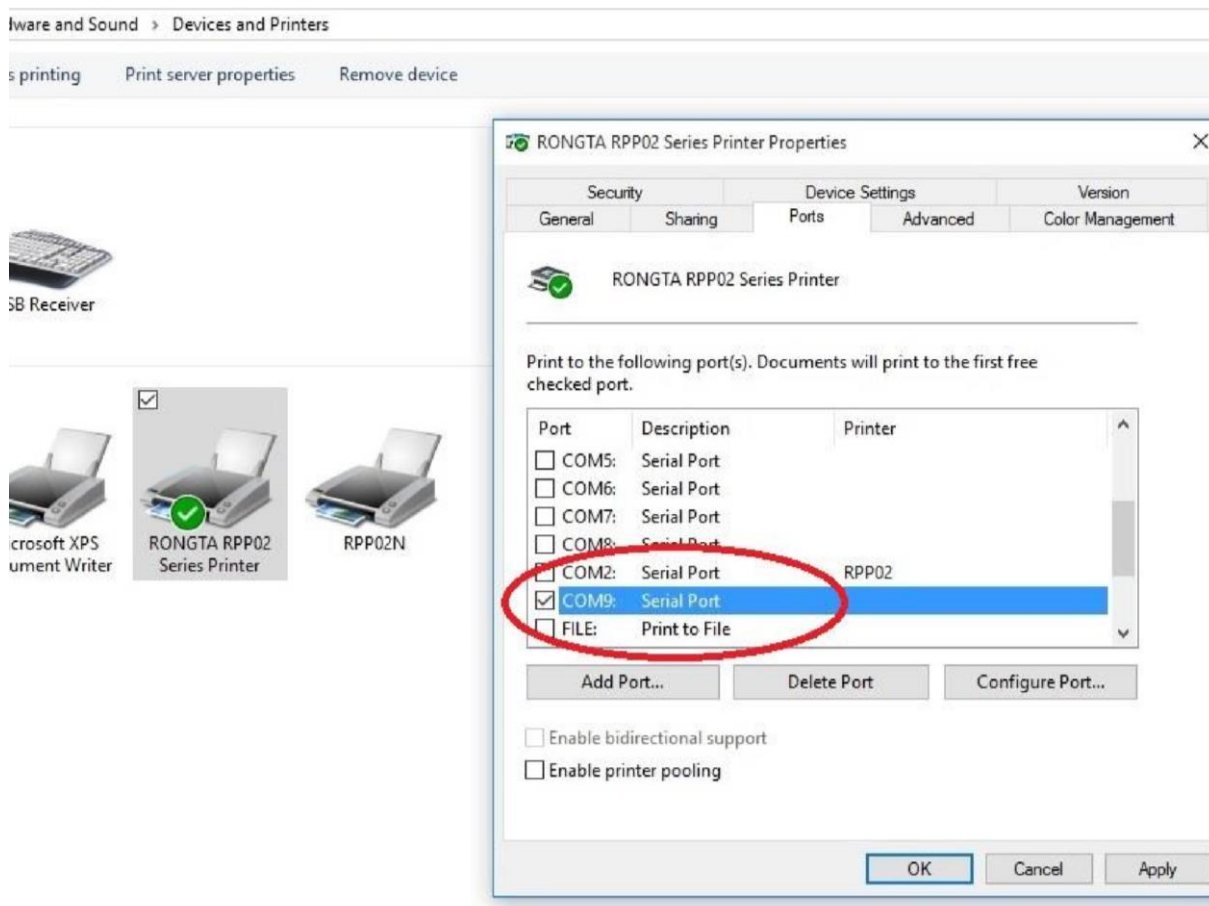 dware and Sound > Devices and Printers
s printing Print server properties Remove device
RONGTA RPP02 Series Printer Properties
Security Device Settings Version
General Sharing Ports Advanced Color Management
RONGTA RPP02 Series Printer
SB Receiver
Print to the following port(s). Documents will print to the first free
checked port.
Port Description Printer
COM5: Serial Port
COM6: Serial Port
COM7: Serial Port
COM8: Serial Port
COM2: Serial Port RPP02
COM9: Serial Port
FILE: Print to File
crosoft XPS
ument Writer
RONGTA RPP02
Series Printer
RPP02N
Add Port... Delete Port Configure Port...
Enable bidirectional support
Enable printer pooling
OK Cancel Apply